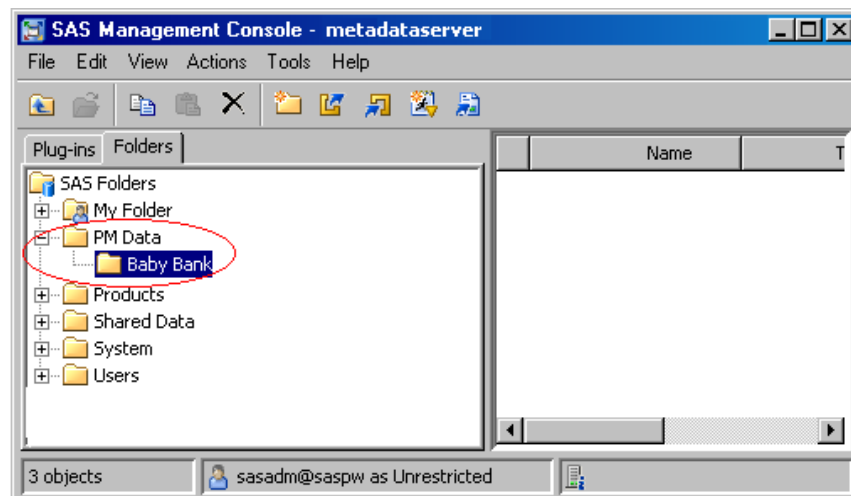 SAS Management Console - metadataserver
File Edit View Actions Tools Help
Plug-ins Folders
Name T
SAS Folders
My Folder
PM Data
Baby Bank
Products
Shared Data
System
Users
3 objects sasadm@saspw as Unrestricted